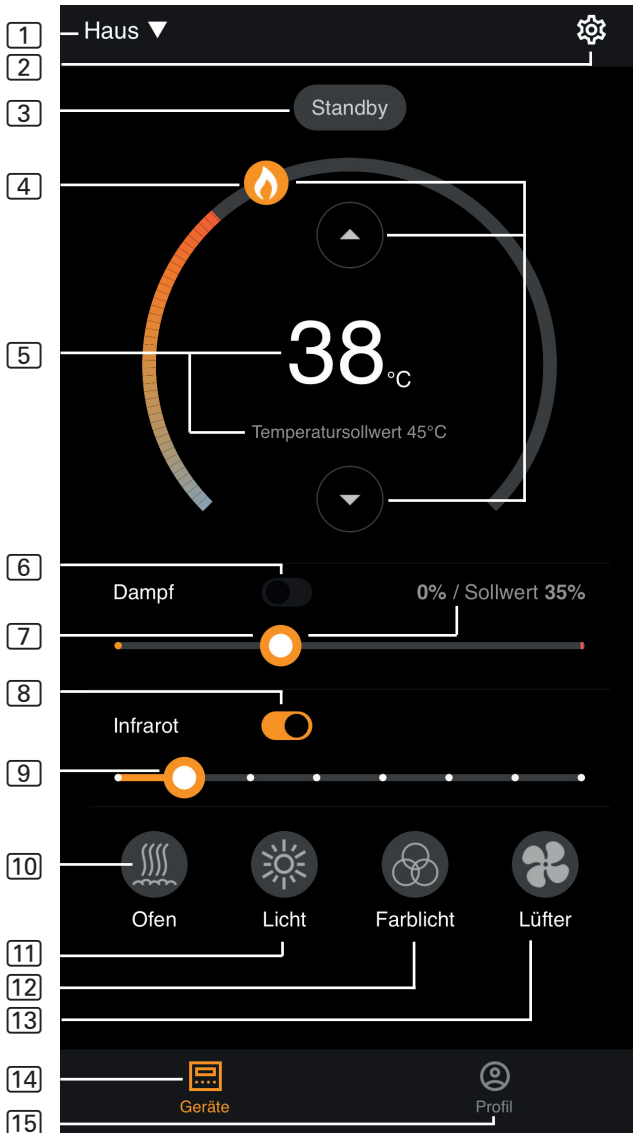 1
Haus ▼
2
3
Standby
4
5
38 °C
Temperatursollwert 45°C
6
Dampf
0% / Sollwert 35%
7
8
Infrarot
9
10
Ofen
Licht
Farblicht
Lüfter
11
12
13
14
Geräte
Profil
15